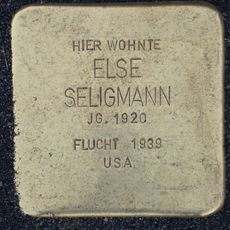 HIER WOHNTE
ELSE
SELIGMANN
JG. 1920
FLUCHT 1939
USA